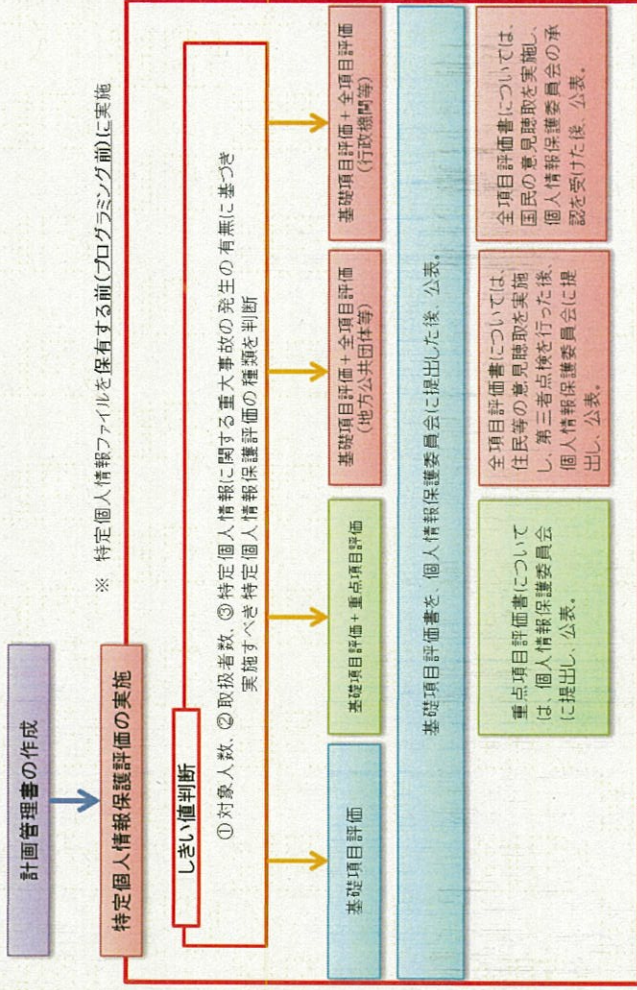 計画管理書の作成
特定個人情報保護評価の実施
※ 特定個人情報ファイルを保有する前(プログラミング前)に実施
しきい値判断
①対象人数、②取扱者数、③特定個人情報に関する重大事故の発生の有無に基づき
実施すべき特定個人情報保護評価の種類を判断
基礎項目評価
基礎項目評価+重点項目評価
基礎項目評価+全項目評価
(地方公共団体等)
基礎項目評価+全項目評価
(行政機関等)
基礎項目評価書を、個人情報保護委員会に提出した後、公表。
重点項目評価書について
は、個人情報保護委員会
に提出し、公表。
全項目評価書については、
住民等の意見聴取を実施
し、第三者点検を行った後、
個人情報保護委員会に提
出し、公表。
全項目評価書については、
国民の意見聴取を実施し、
個人情報保護委員会の承
認を受けた後、公表。